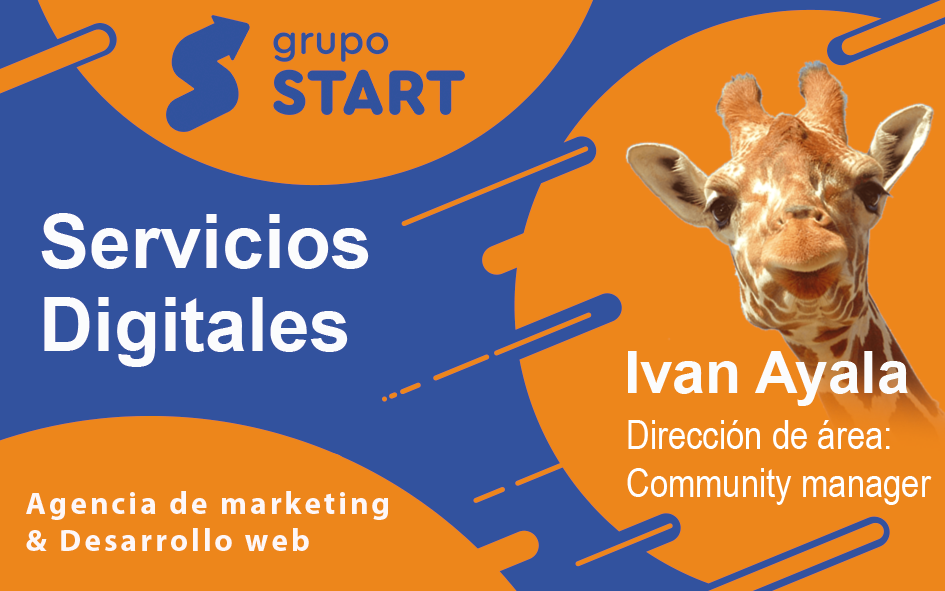 grupo
START
Servicios
Digitales
Ivan Ayala
Dirección de área:
Community manager
Agencia de marketing
& Desarrollo web